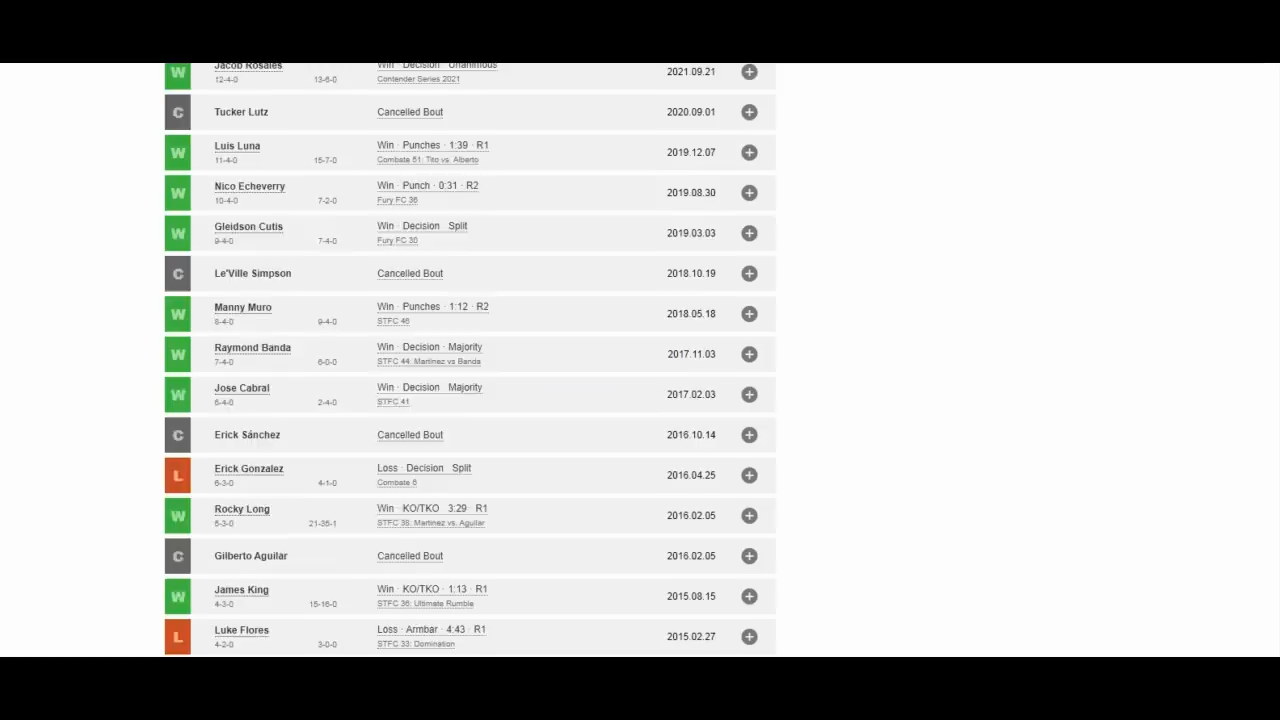 W Jacob Rosales Win · Decision · Unanimous 2021.09.21
12-4-0 13-6-0 Contender Series 2021
C Tucker Lutz Cancelled Bout 2020.09.01
W Luis Luna Win · Punches · 1:39 · R1 2019.12.07
11-4-0 15-7-0 Combate 51: Tito vs. Alberto
W Nico Echeverry Win · Punch · 0:31 · R2 2019.08.30
10-4-0 7-2-0 Fury FC 36
W Gleidson Cutis Win · Decision · Split 2019.03.03
9-4-0 7-4-0 Fury FC 30
C Le'Ville Simpson Cancelled Bout 2018.10.19
W Manny Muro Win · Punches · 1:12 · R2 2018.05.18
8-4-0 9-4-0 STFC 46
W Raymond Banda Win · Decision · Majority 2017.11.03
7-4-0 6-0-0 STFC 44: Martinez vs Banda
W Jose Cabral Win · Decision · Majority 2017.02.03
6-4-0 2-4-0 STFC 41
C Erick Sánchez Cancelled Bout 2016.10.14
L Erick Gonzalez Loss · Decision · Split 2016.04.25
6-3-0 4-1-0 Combate 6
W Rocky Long Win · KO/TKO · 3:29 · R1 2016.02.05
5-3-0 21-35-1 STFC 38: Martinez vs. Aguilar
C Gilberto Aguilar Cancelled Bout 2016.02.05
W James King Win · KO/TKO · 1:13 · R1 2015.08.15
4-3-0 15-16-0 STFC 36: Ultimate Rumble
L Luke Flores Loss · Armbar · 4:43 · R1 2015.02.27
4-2-0 3-0-0 STFC 33: Domination